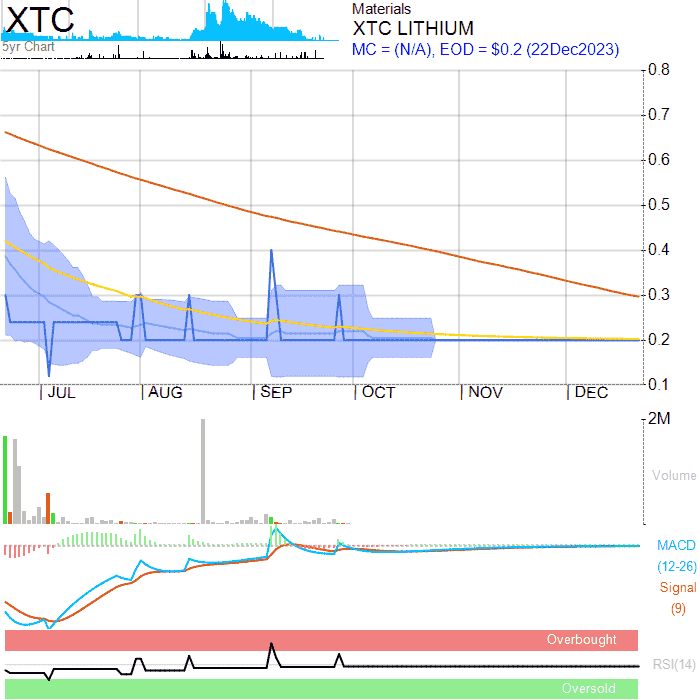 XTC
5yr Chart
Materials
XTC LITHIUM
MC = (N/A), EOD = $0.2 (22Dec2023)
0.8
0.7
0.6
0.5
0.4
0.3
0.2
0.1
| JUL | AUG | SEP | OCT | NOV | DEC
2M
Volume
MACD
(12-26)
Signal
(9)
Overbought
RSI(14)
Oversold